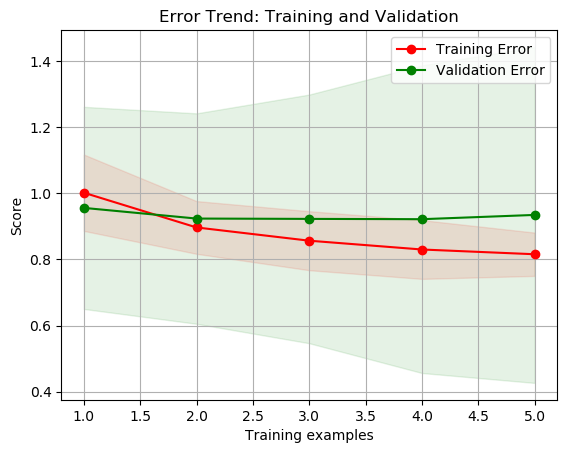 Error Trend: Training and Validation
Training Error
Validation Error
Score
1.4
1.2
1.0
0.8
0.6
0.4
1.0 1.5 2.0 2.5 3.0 3.5 4.0 4.5 5.0
Training examples